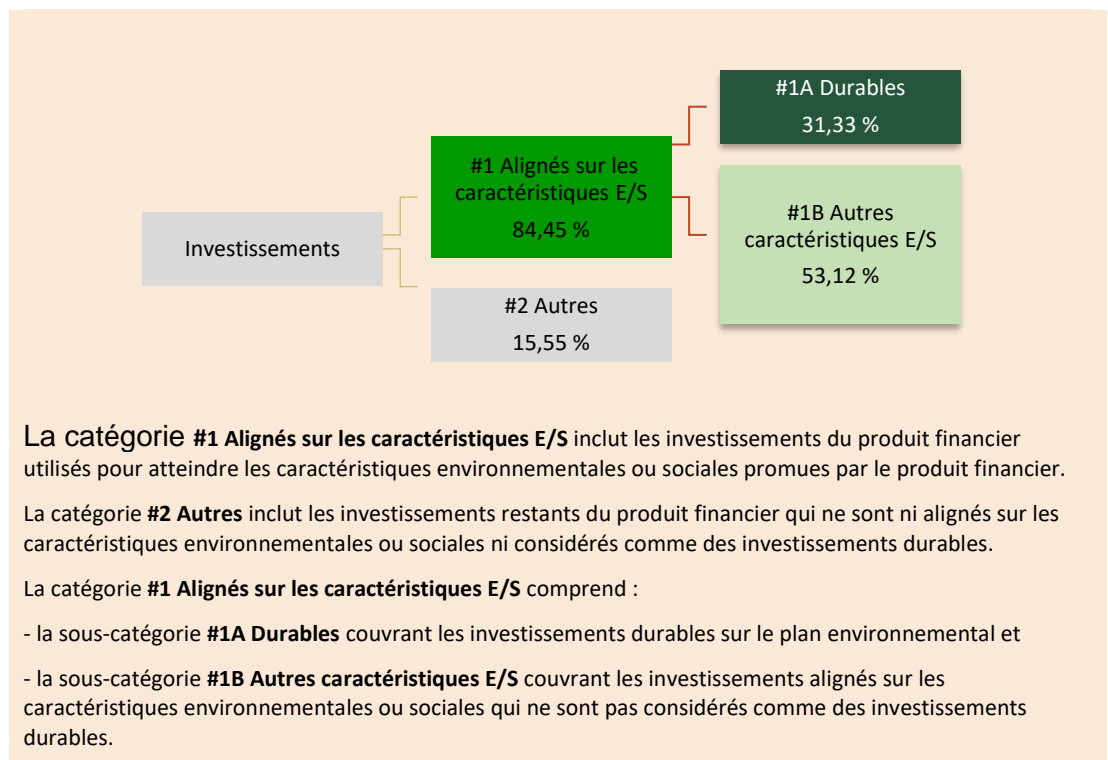 #1A Durables
31,33 %
#1 Alignés sur les
caractéristiques E/S
84,45 %
#1B Autres
caractéristiques E/S
53,12 %
Investissements
#2 Autres
15,55 %
La catégorie #1 Alignés sur les caractéristiques E/S inclut les investissements du produit financier
utilisés pour atteindre les caractéristiques environnementales ou sociales promues par le produit financier.
La catégorie #2 Autres inclut les investissements restants du produit financier qui ne sont ni alignés sur les
caractéristiques environnementales ou sociales ni considérés comme des investissements durables.
La catégorie #1 Alignés sur les caractéristiques E/S comprend :
- la sous-catégorie #1A Durables couvrant les investissements durables sur le plan environnemental et
- la sous-catégorie #1B Autres caractéristiques E/S couvrant les investissements alignés sur les
caractéristiques environnementales ou sociales qui ne sont pas considérés comme des investissements
durables.